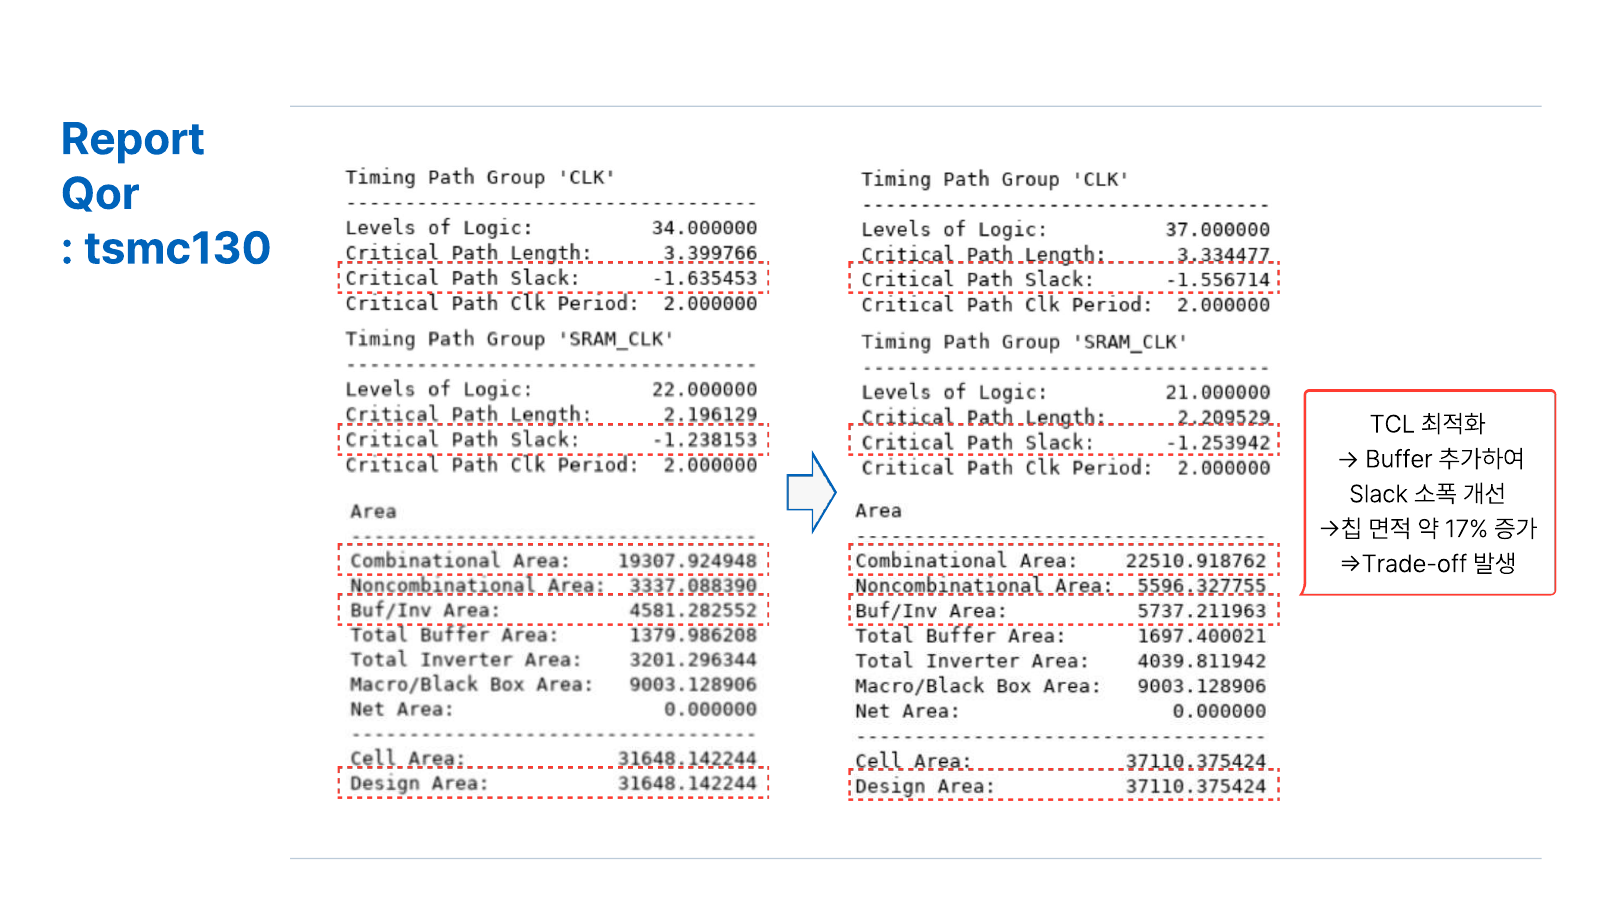 Report
Qor
: tsmc130
Timing Path Group 'CLK'
-----------------------------------
Levels of Logic: 34.000000
Critical Path Length: 3.399766
Critical Path Slack: -1.635453
Critical Path Clk Period: 2.000000
Timing Path Group 'SRAM_CLK'
-----------------------------------
Levels of Logic: 22.000000
Critical Path Length: 2.196129
Critical Path Slack: -1.238153
Critical Path Clk Period: 2.000000
Area
-----------------------------------
Combinational Area: 19307.924948
Noncombinational Area: 3337.088390
Buf/Inv Area: 4581.282552
Total Buffer Area: 1379.986208
Total Inverter Area: 3201.296344
Macro/Black Box Area: 9003.128906
Net Area: 0.000000
-----------------------------------
Cell Area: 31648.142244
Design Area: 31648.142244
Timing Path Group 'CLK'
-----------------------------------
Levels of Logic: 37.000000
Critical Path Length: 3.334477
Critical Path Slack: -1.556714
Critical Path Clk Period: 2.000000
Timing Path Group 'SRAM_CLK'
-----------------------------------
Levels of Logic: 21.000000
Critical Path Length: 2.209529
Critical Path Slack: -1.253942
Critical Path Clk Period: 2.000000
Area
-----------------------------------
Combinational Area: 22510.918762
Noncombinational Area: 5596.327755
Buf/Inv Area: 5737.211963
Total Buffer Area: 1697.400021
Total Inverter Area: 4039.811942
Macro/Black Box Area: 9003.128906
Net Area: 0.000000
-----------------------------------
Cell Area: 37110.375424
Design Area: 37110.375424
TCL 최적화
→ Buffer 추가하여
Slack 소폭 개선
→칩 면적 약 17% 증가
⇒Trade-off 발생